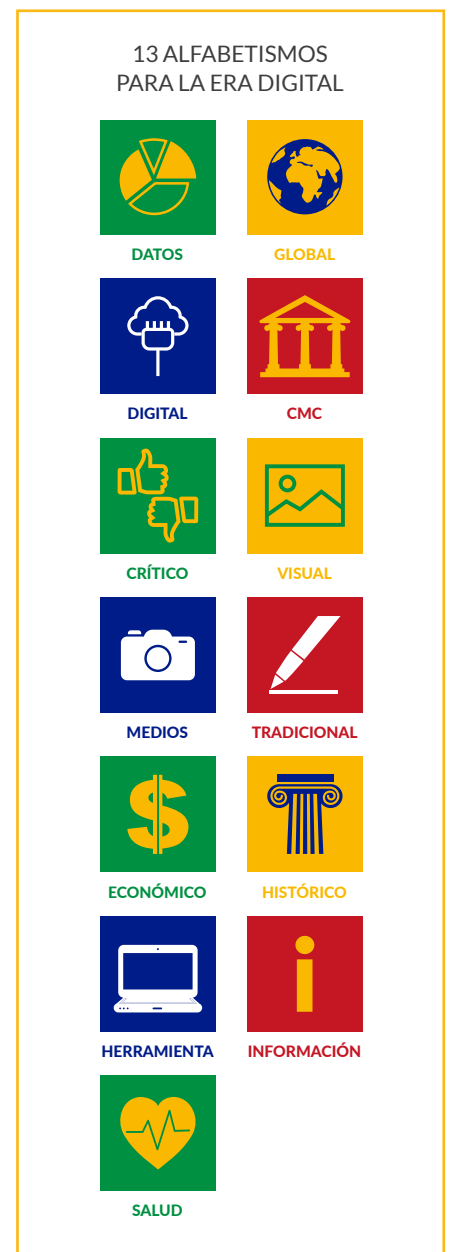 13 ALFABETISMOS
PARA LA ERA DIGITAL
DATOS
GLOBAL
DIGITAL
CMC
CRÍTICO
VISUAL
MEDIOS
TRADICIONAL
ECONÓMICO
HISTÓRICO
HERRAMIENTA
INFORMACIÓN
SALUD